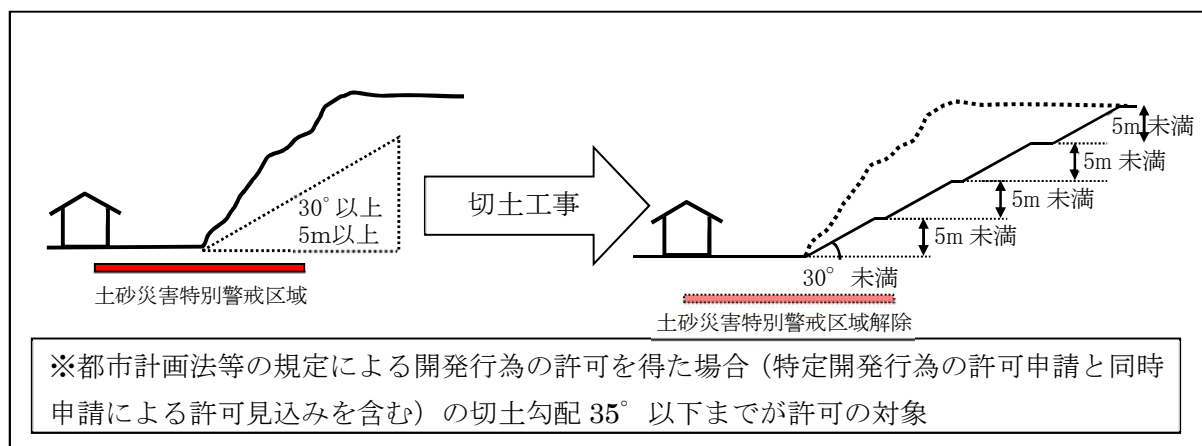 30°以上
5m以上
土砂災害特別警戒区域
切土工事
5m 未満
5m 未満
5m 未満
5m 未満
30° 未満
土砂災害特別警戒区域解除
※都市計画法等の規定による開発行為の許可を得た場合（特定開発行為の許可申請と同時
申請による許可見込みを含む）の切土勾配 35° 以下までが許可の対象